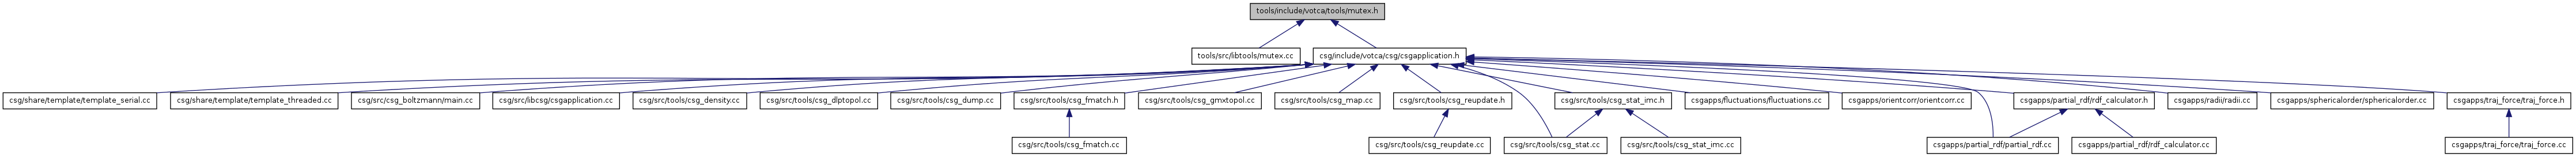 tools/include/votca/tools/mutex.h
tools/src/libtools/mutex.cc
csg/include/votca/csg/csgapplication.h
csg/share/template/template_serial.cc
csg/share/template/template_threaded.cc
csg/src/csg_boltzmann/main.cc
csg/src/libcsg/csgapplication.cc
csg/src/tools/csg_density.cc
csg/src/tools/csg_dlptopol.cc
csg/src/tools/csg_dump.cc
csg/src/tools/csg_fmatch.h
csg/src/tools/csg_gmxtopol.cc
csg/src/tools/csg_map.cc
csg/src/tools/csg_reupdate.h
csg/src/tools/csg_stat_imc.h
csgapps/fluctuations/fluctuations.cc
csgapps/orientcorr/orientcorr.cc
csgapps/partial_rdf/rdf_calculator.h
csgapps/radii/radii.cc
csgapps/sphericalorder/sphericalorder.cc
csgapps/traj_force/traj_force.h
csg/src/tools/csg_fmatch.cc
csg/src/tools/csg_reupdate.cc
csg/src/tools/csg_stat.cc
csg/src/tools/csg_stat_imc.cc
csgapps/partial_rdf/partial_rdf.cc
csgapps/partial_rdf/rdf_calculator.cc
csgapps/traj_force/traj_force.cc